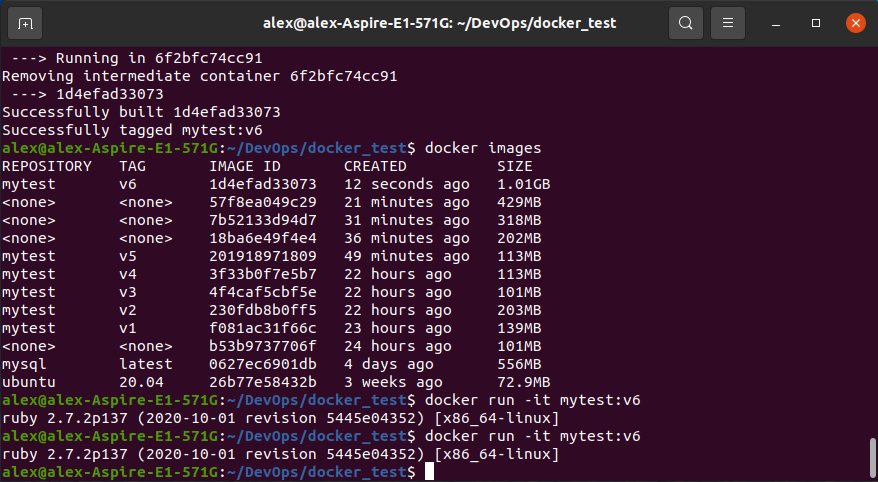 alex@alex-Aspire-E1-571G: ~/DevOps/docker_test
 ---> Running in 6f2bfc74cc91
Removing intermediate container 6f2bfc74cc91
 ---> 1d4efad33073
Successfully built 1d4efad33073
Successfully tagged mytest:v6
alex@alex-Aspire-E1-571G:~/DevOps/docker_test$ docker images
REPOSITORY   TAG       IMAGE ID       CREATED          SIZE
mytest       v6        1d4efad33073   12 seconds ago   1.01GB
<none>       <none>    57f8ea049c29   21 minutes ago   429MB
<none>       <none>    7b52133d94d7   31 minutes ago   318MB
<none>       <none>    18ba6e49f4e4   36 minutes ago   202MB
mytest       v5        201918971809   49 minutes ago   113MB
mytest       v4        3f33b0f7e5b7   22 hours ago     113MB
mytest       v3        4f4caf5cbf5e   22 hours ago     101MB
mytest       v2        230fdb8b0ff5   22 hours ago     203MB
mytest       v1        f081ac31f66c   23 hours ago     139MB
<none>       <none>    b53b9737706f   24 hours ago     101MB
mysql        latest    0627ec6901db   4 days ago       556MB
ubuntu       20.04     26b77e58432b   3 weeks ago      72.9MB
alex@alex-Aspire-E1-571G:~/DevOps/docker_test$ docker run -it mytest:v6
ruby 2.7.2p137 (2020-10-01 revision 5445e04352) [x86_64-linux]
alex@alex-Aspire-E1-571G:~/DevOps/docker_test$ docker run -it mytest:v6
ruby 2.7.2p137 (2020-10-01 revision 5445e04352) [x86_64-linux]
alex@alex-Aspire-E1-571G:~/DevOps/docker_test$